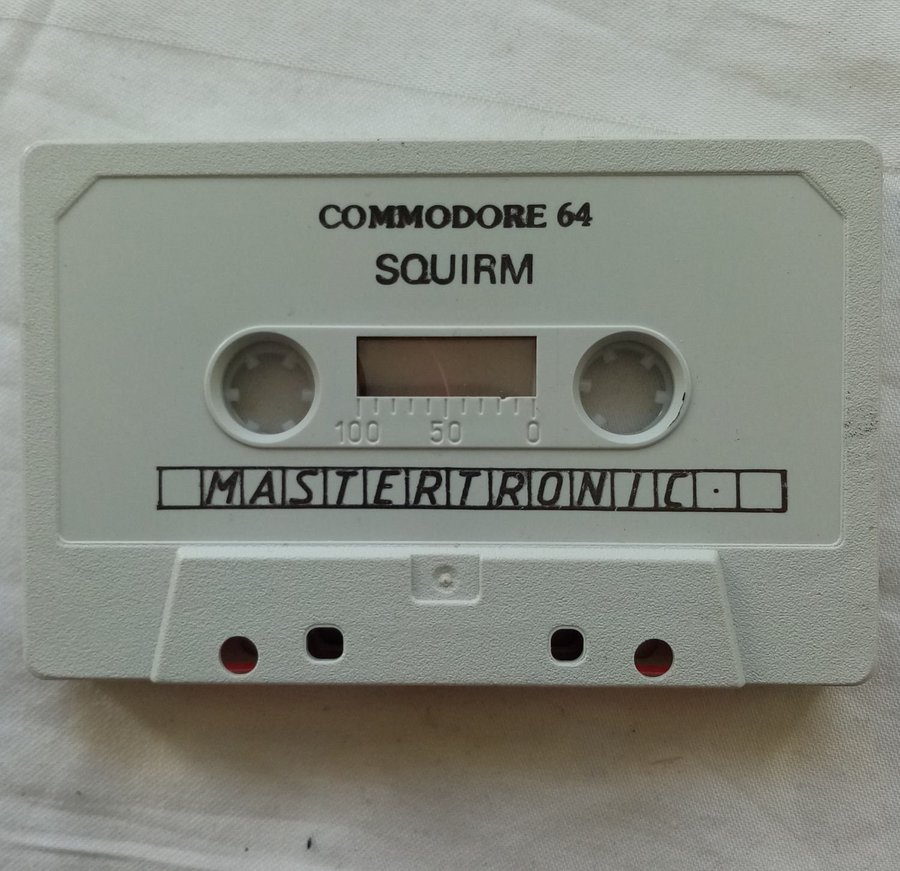 COMMODORE 64
SQUIRM
100 50 0
MASTERTRONIC.